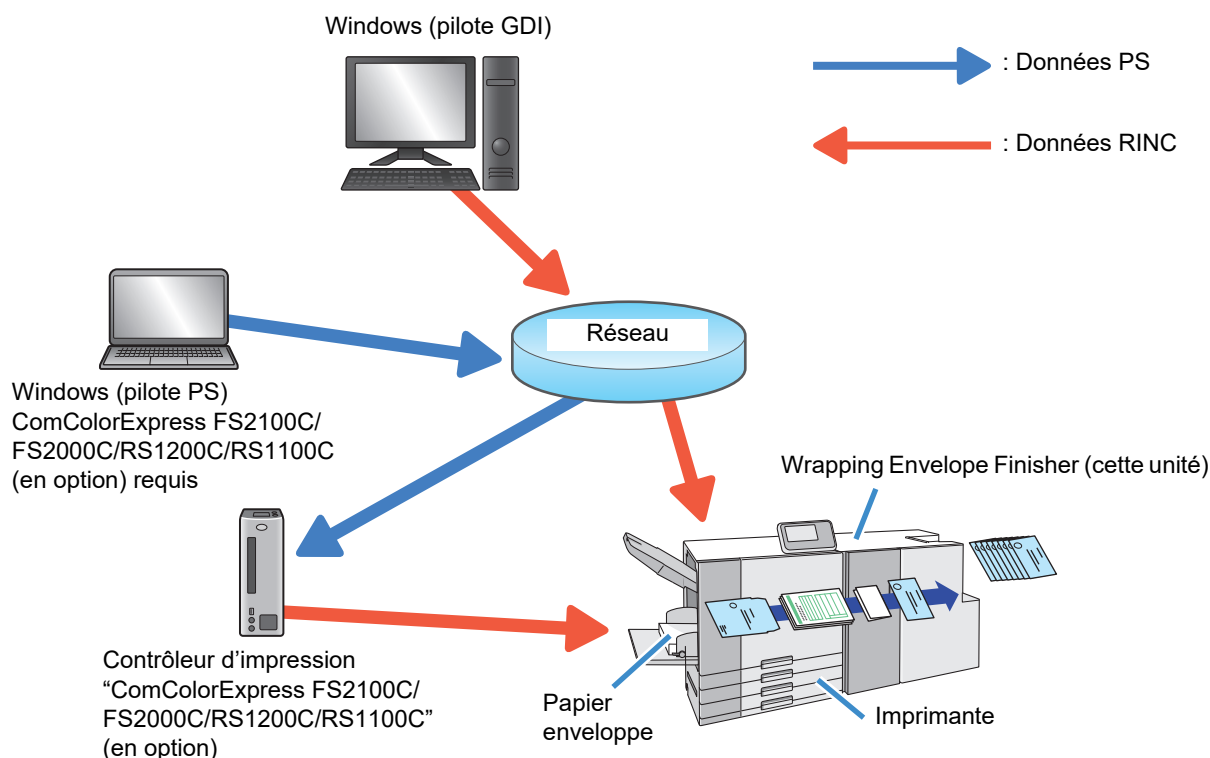 Windows (pilote GDI)
: Données PS
: Données RINC
Réseau
Windows (pilote PS)
ComColorExpress FS2100C/
FS2000C/RS1200C/RS1100C
(en option) requis
Wrapping Envelope Finisher (cette unité)
Contrôleur d’impression
“ComColorExpress FS2100C/
FS2000C/RS1200C/RS1100C”
(en option)
Papier
enveloppe
Imprimante